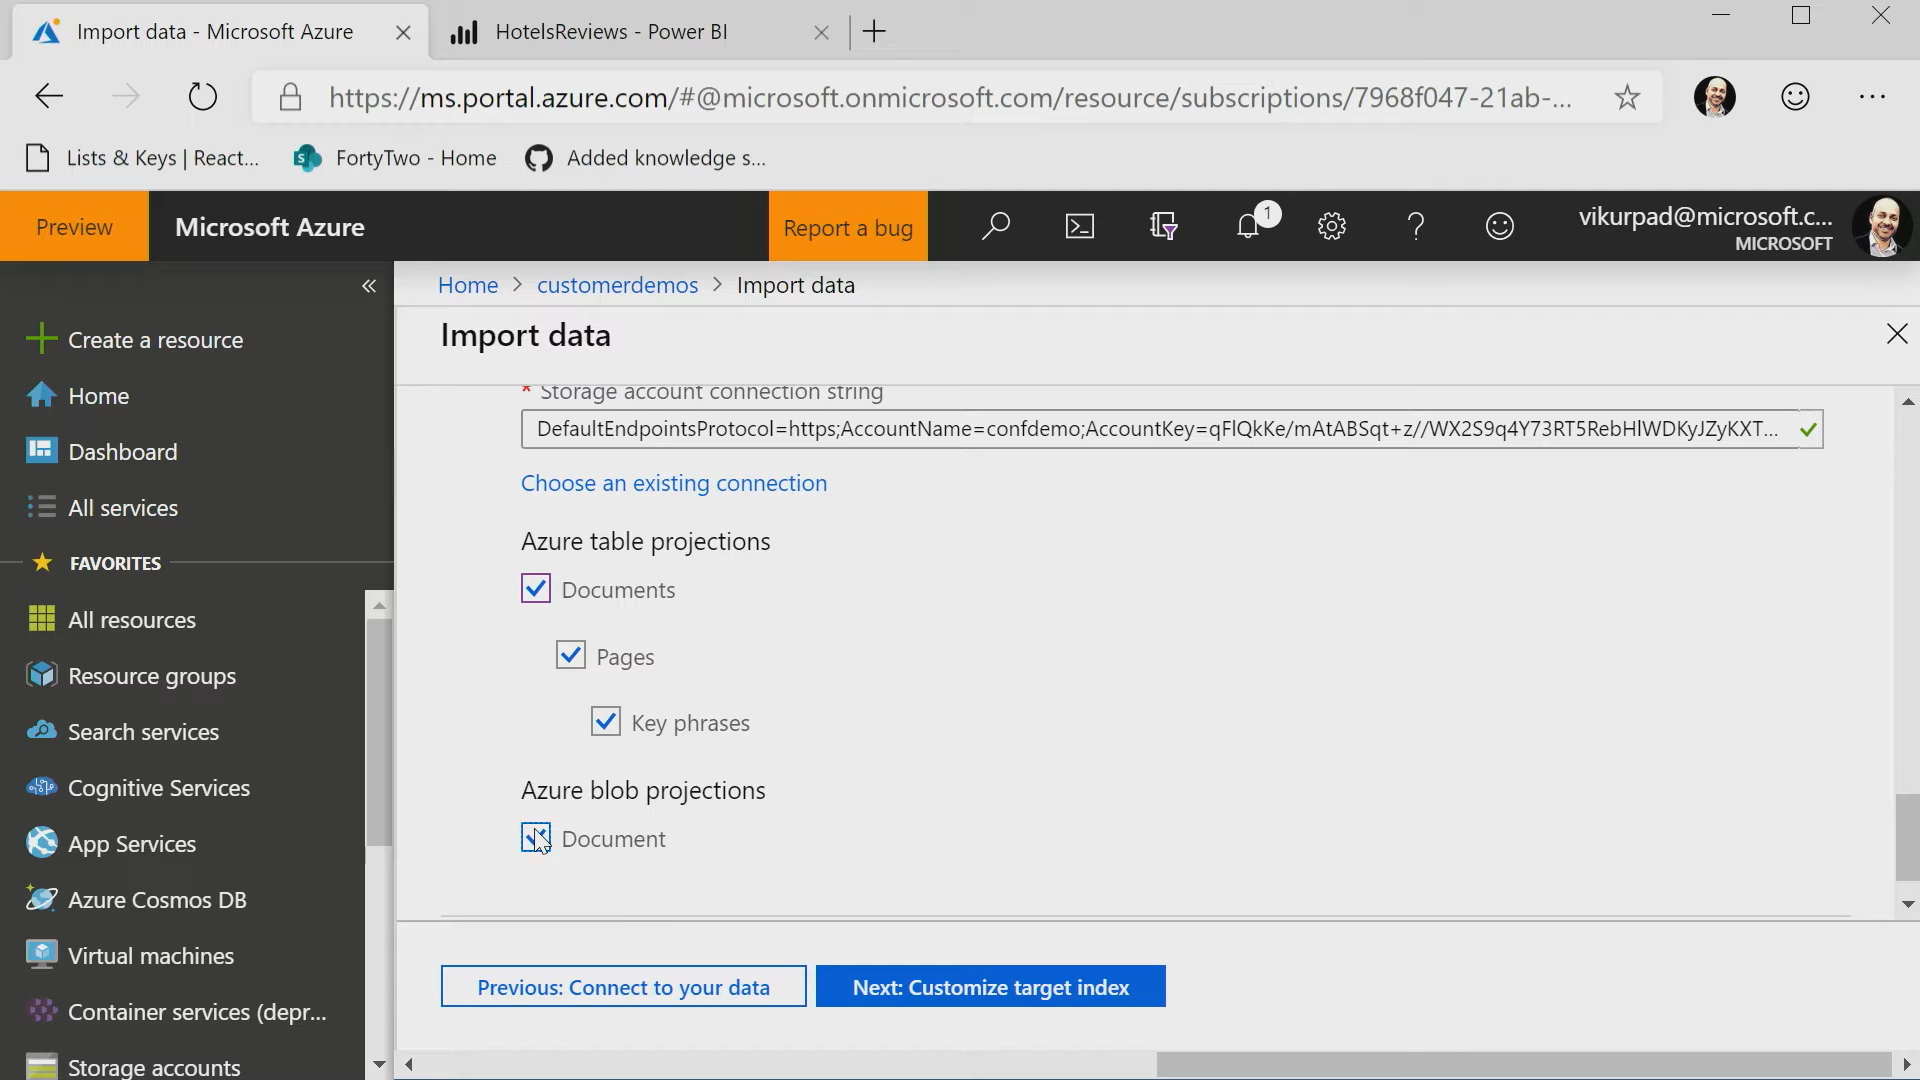 Import data - Microsoft Azure
HotelsReviews - Power BI
https://ms.portal.azure.com/#@microsoft.onmicrosoft.com/resource/subscriptions/7968f047-21ab-...
Lists & Keys | React...
FortyTwo - Home
Added knowledge s...
Preview
Microsoft Azure
Report a bug
1
vikurpad@microsoft.c...
MICROSOFT
Home > customerdemos > Import data
Import data
Create a resource
Home
Dashboard
All services
FAVORITES
All resources
Resource groups
Search services
Cognitive Services
App Services
Azure Cosmos DB
Virtual machines
Container services (depr...
Storage accounts
* Storage account connection string
DefaultEndpointsProtocol=https;AccountName=confdemo;AccountKey=qFlQkKe/mAtABSqt+z//WX2S9q4Y73RT5RebHlWDKyJZyKXT...
Choose an existing connection
Azure table projections
Documents
Pages
Key phrases
Azure blob projections
Document
Previous: Connect to your data
Next: Customize target index